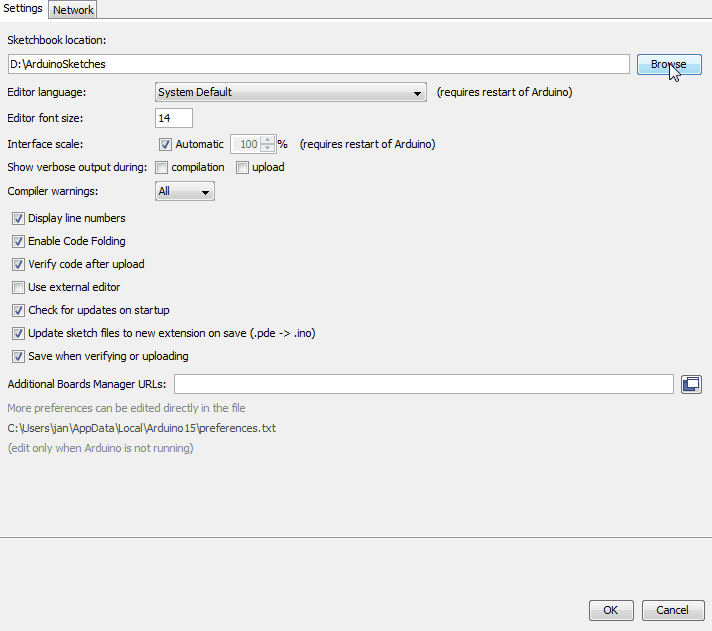 Settings Network
Sketchbook location:
D:\ArduinoSketches Browse
Editor language: System Default (requires restart of Arduino)
Editor font size: 14
Interface scale: Automatic 100 % (requires restart of Arduino)
Show verbose output during: compilation upload
Compiler warnings: All
Display line numbers
Enable Code Folding
Verify code after upload
Use external editor
Check for updates on startup
Update sketch files to new extension on save (.pde -> .ino)
Save when verifying or uploading
Additional Boards Manager URLs:
More preferences can be edited directly in the file
C:\Users\jan\AppData\Local\Arduino15\preferences.txt
(edit only when Arduino is not running)
OK Cancel